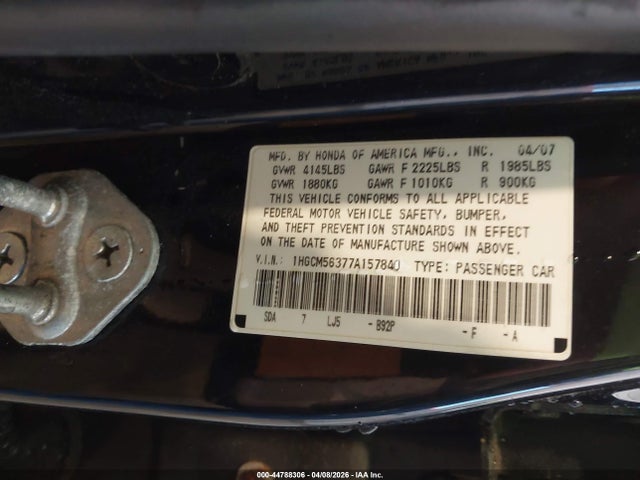 MFD. BY HONDA OF AMERICA MFG., INC. 04/07
GVWR 4145LBS GAWR F 2225LBS R 1985LBS
GVWR 1880KG GAWR F 1010KG R 900KG
THIS VEHICLE CONFORMS TO ALL APPLICABLE
FEDERAL MOTOR VEHICLE SAFETY, BUMPER,
AND THEFT PREVENTION STANDARDS IN EFFECT
ON THE DATE OF MANUFACTURE SHOWN ABOVE.
V.I.N.: TYPE: PASSENGER CAR
SDA 7 LJ5 -B92P -F -A
000-44788306 - 04/08/2026 - IAA Inc.